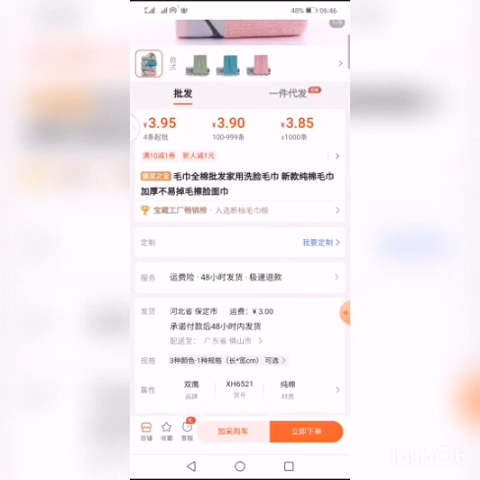 48% 05:46
款式
批发 一件代发
¥3.95 ¥3.90 ¥3.85
4条起批 100-999条 ≥1000条
满10减1券 新人减1元
毛巾全棉批发家用洗脸毛巾 新款纯棉毛巾
加厚不易掉毛擦脸面巾
宝藏工厂畅销榜 · 入选断档毛巾榜
定制 我要定制
服务 运费险 · 48小时发货 · 极速退款
发货 河北省 保定市 运费: ¥ 3.00
承诺付款后48小时内发货
配送至: 广东省 佛山市
规格 3种颜色·1种规格（长*宽cm）可选
属性 双鹰 XH6521 纯棉
品牌 货号 材质
店铺 收藏 客服 加采购车 立即下单